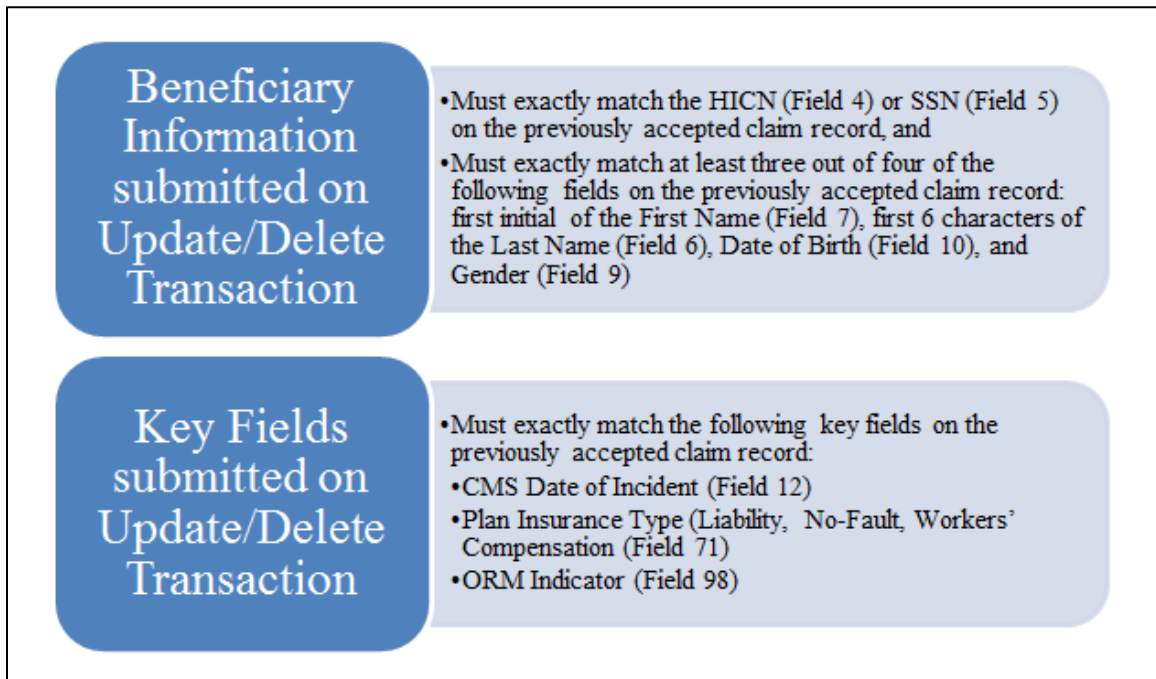 Beneficiary
Information
submitted on
Update/Delete
Transaction
•Must exactly match the HICN (Field 4) or SSN (Field 5)
on the previously accepted claim record, and
•Must exactly match at least three out of four of the
following fields on the previously accepted claim record:
first initial of the First Name (Field 7), first 6 characters of
the Last Name (Field 6), Date of Birth (Field 10), and
Gender (Field 9)
Key Fields
submitted on
Update/Delete
Transaction
•Must exactly match the following key fields on the
previously accepted claim record:
•CMS Date of Incident (Field 12)
•Plan Insurance Type (Liability, No-Fault, Workers’
Compensation (Field 71)
•ORM Indicator (Field 98)